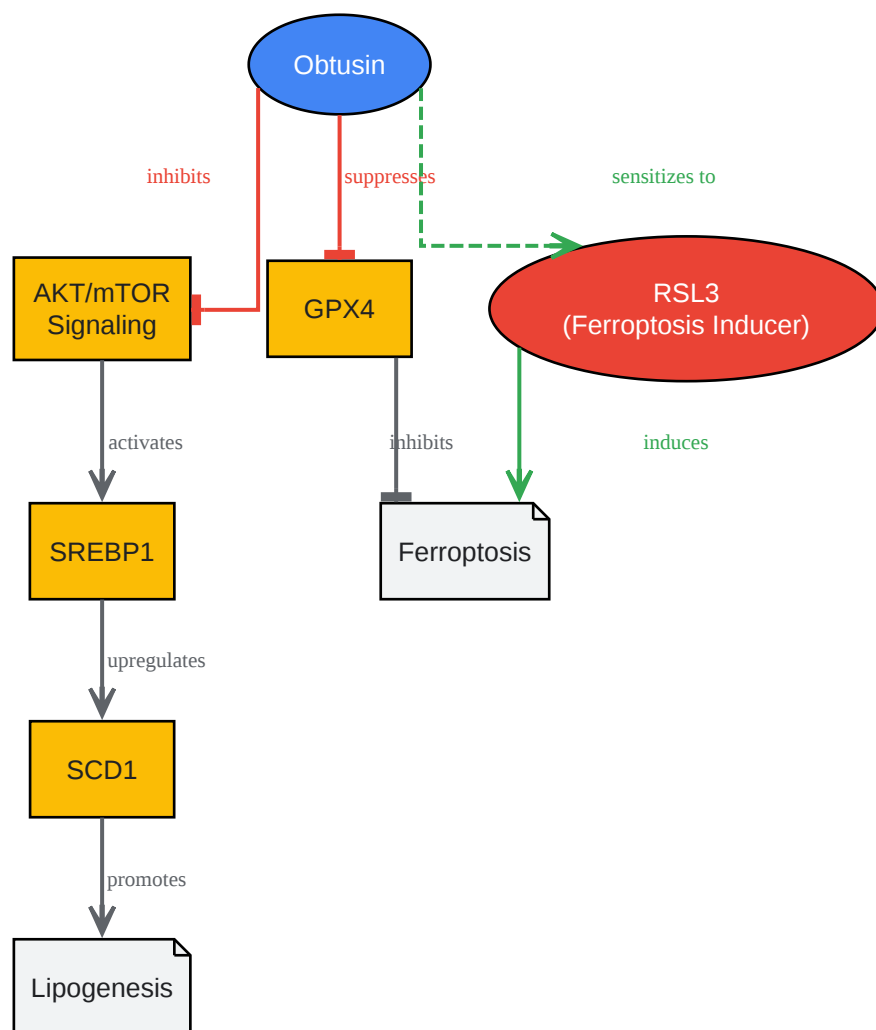 Obtusin
inhibits
suppresses
sensitizes to
AKT/mTOR
Signaling
GPX4
RSL3
(Ferroptosis Inducer)
activates
inhibits
induces
SREBP1
Ferroptosis
upregulates
SCD1
promotes
Lipogenesis